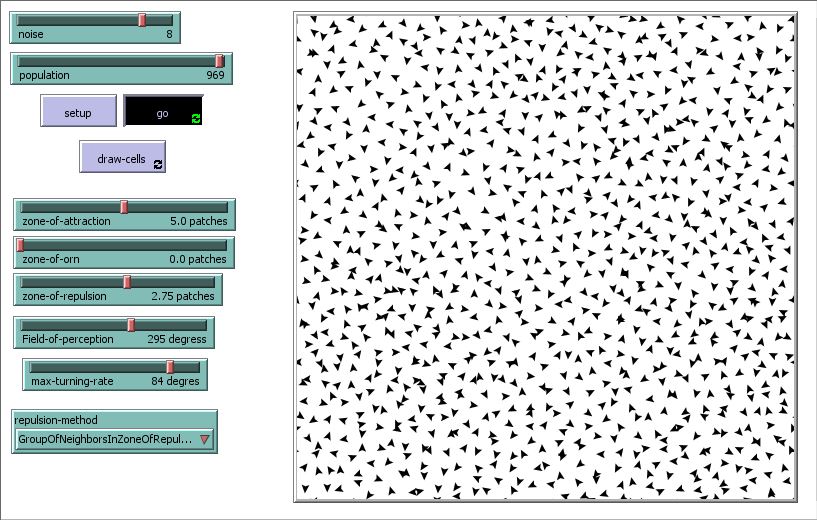 noise 8
population 969
setup
go
draw-cells
zone-of-attraction 5.0 patches
zone-of-orn 0.0 patches
zone-of-repulsion 2.75 patches
Field-of-perception 295 degress
max-turning-rate 84 degres
repulsion-method
GroupOfNeighborsInZoneOfRepul...